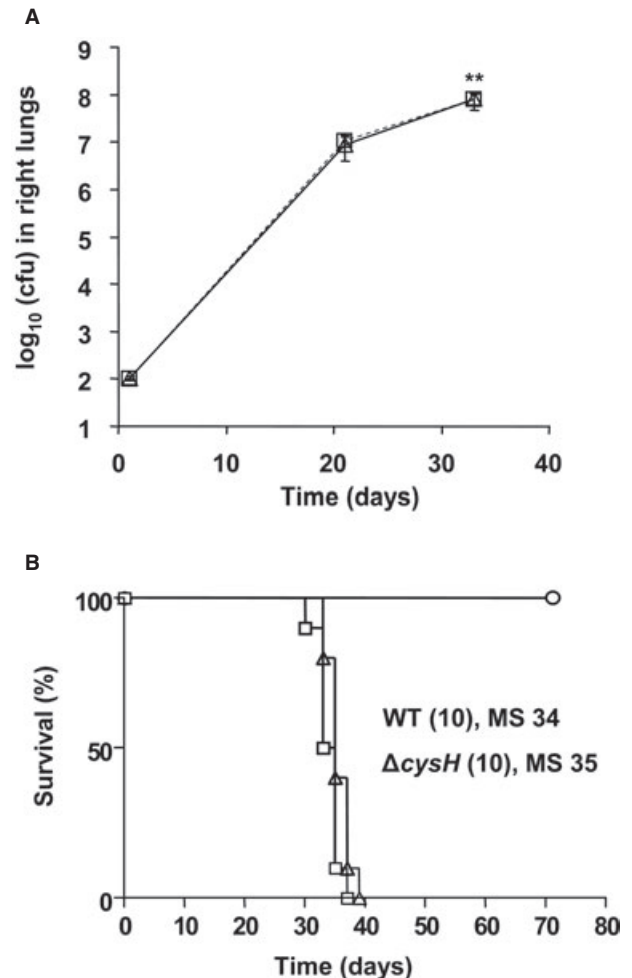 A
9
8
7
6
5
4
3
2
1
log10 (cfu) in right lungs
**
0 10 20 30 40
Time (days)
B
100
50
0
Survival (%)
WT (10), MS 34
ΔcysH (10), MS 35
0 10 20 30 40 50 60 70 80
Time (days)